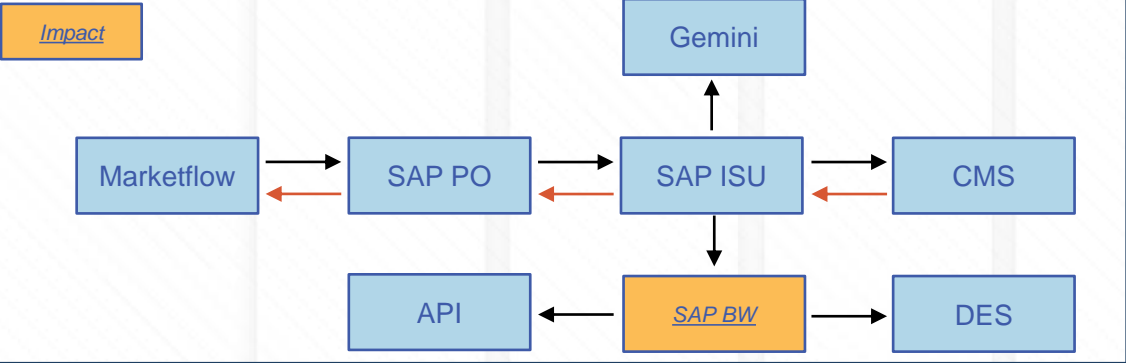 Impact
Gemini
Marketflow
SAP PO
SAP ISU
CMS
API
SAP BW
DES